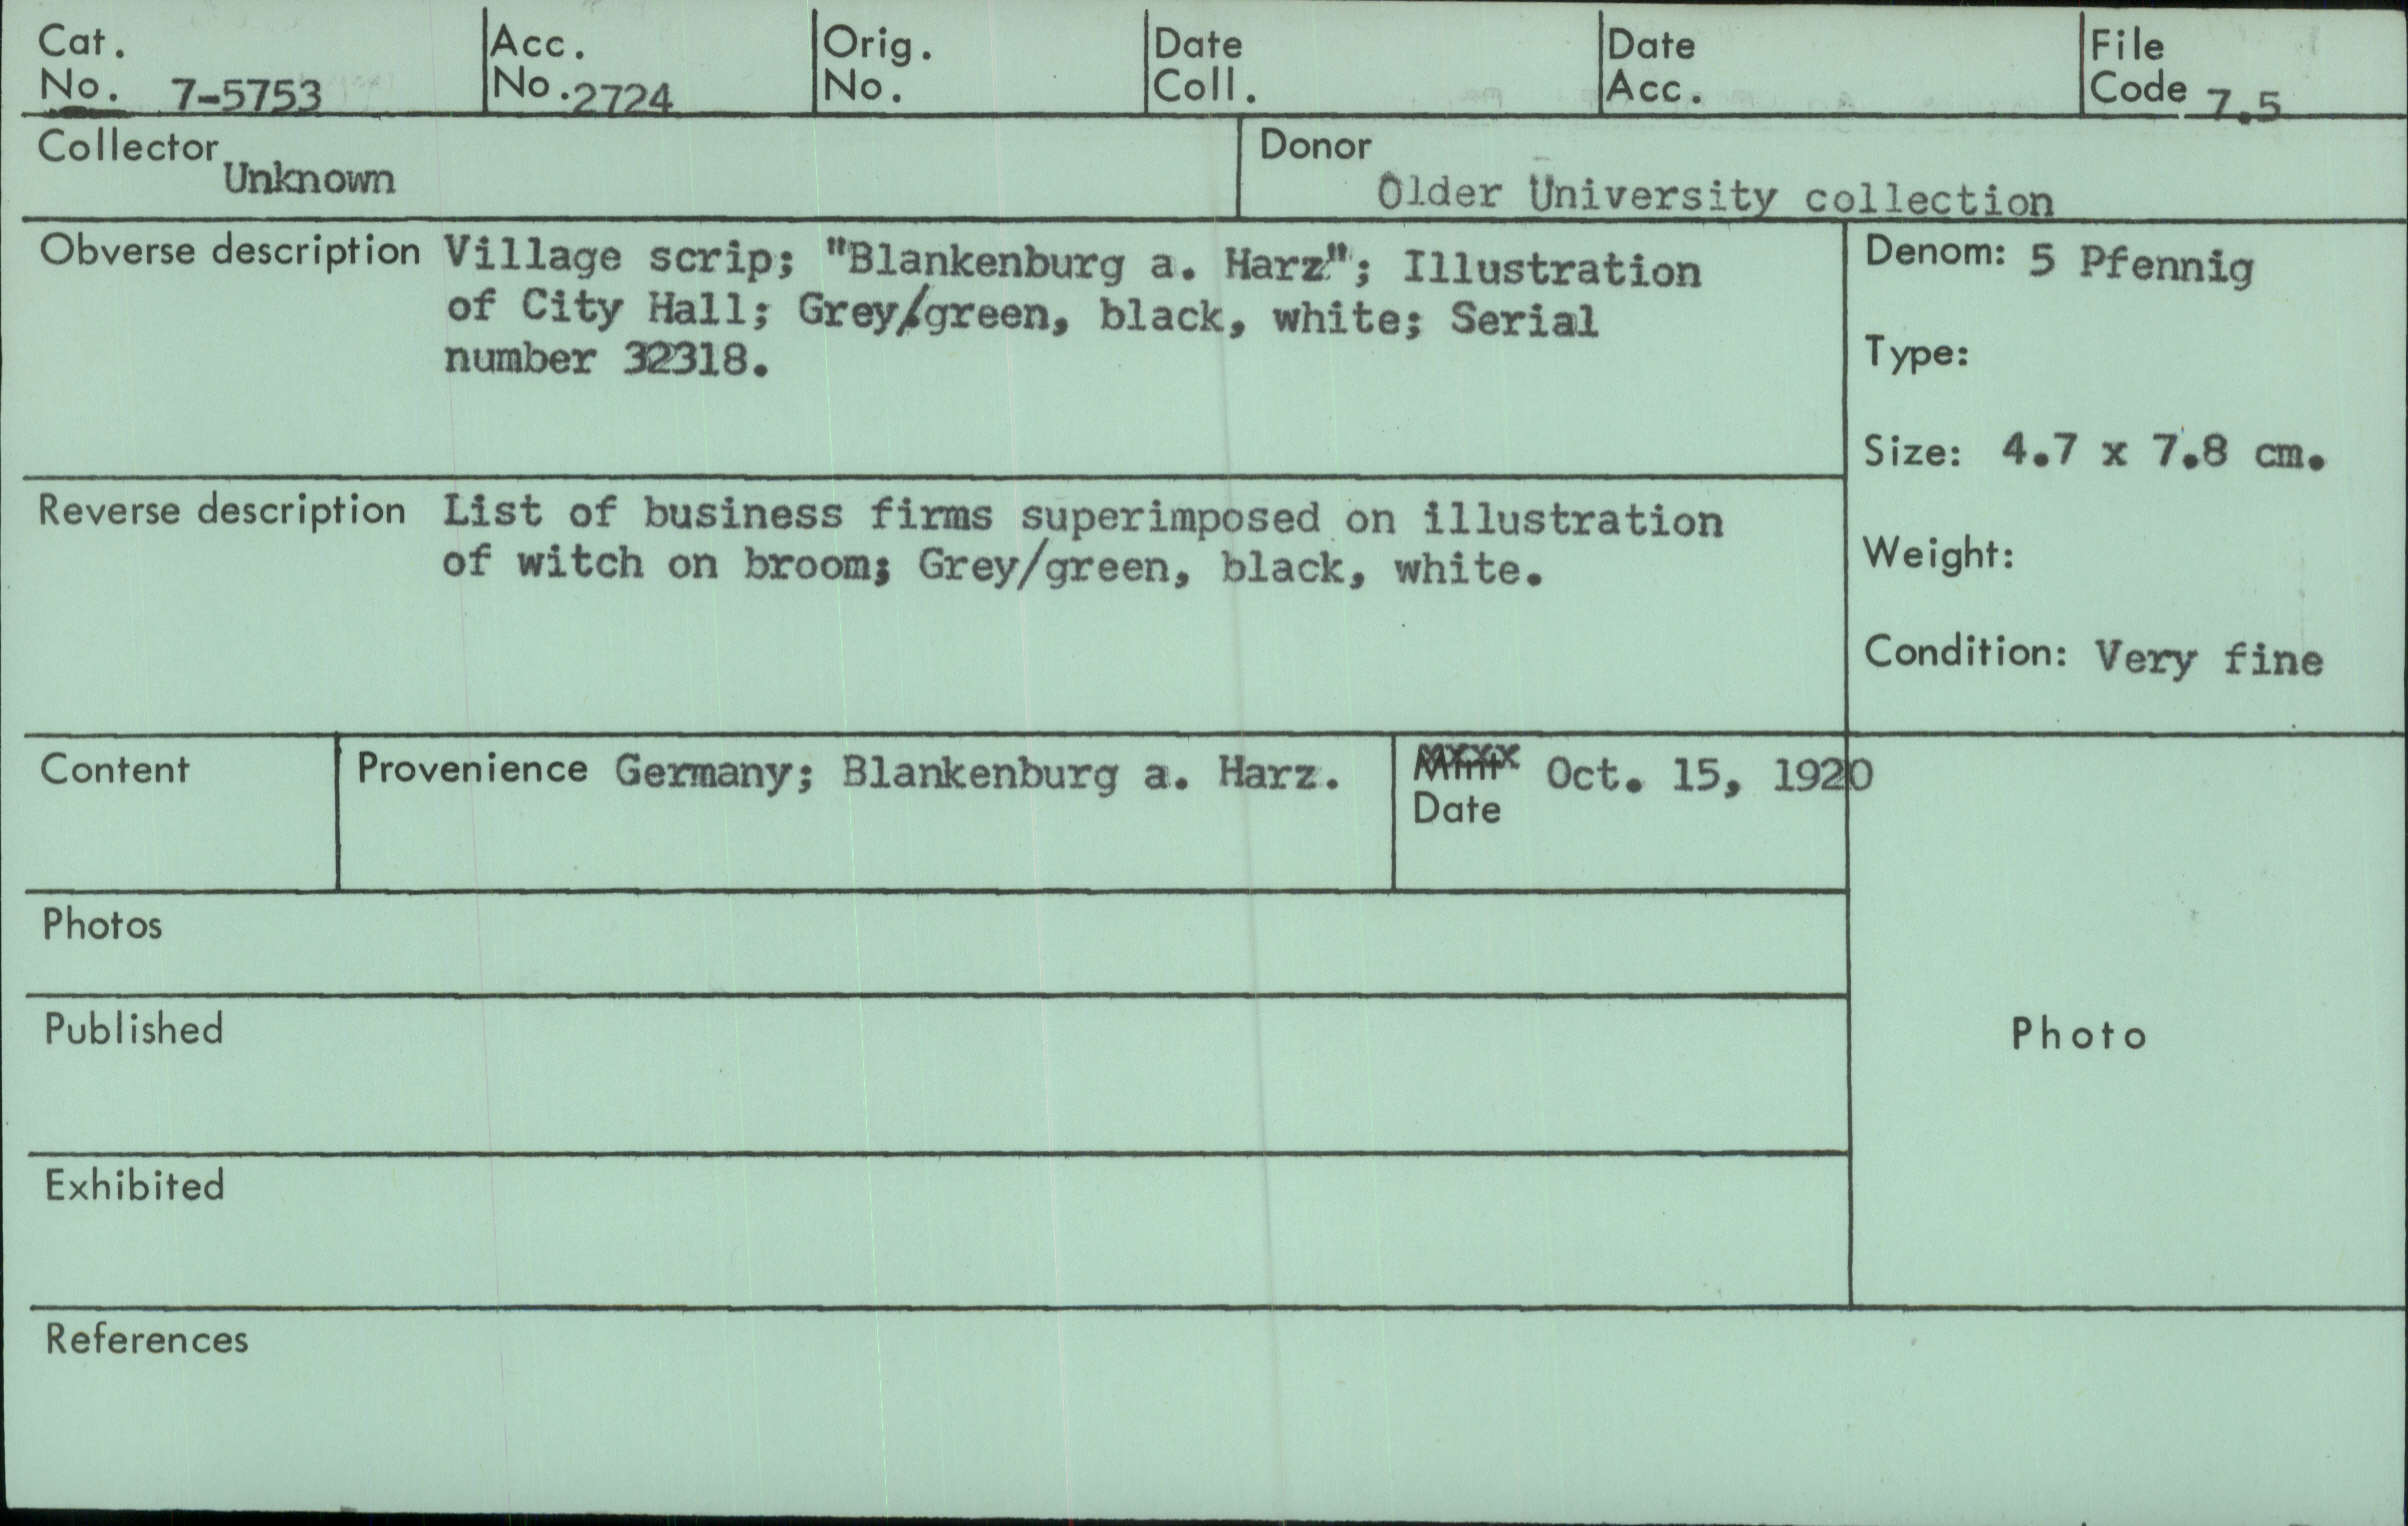 Cat. No. 7-5753
Acc. No. 2724
Orig. No.
Date Coll.
Date Acc.
File Code 7.5
Collector Unknown
Donor Older University collection
Obverse description Village scrip; "Blankenburg a. Harz"; Illustration
of City Hall; Grey/green, black, white; Serial
number 32318.
Denom: 5 Pfennig
Type:
Size: 4.7 x 7.8 cm.
Weight:
Condition: Very fine
Reverse description List of business firms superimposed on illustration
of witch on broom; Grey/green, black, white.
Content
Provenience Germany; Blankenburg a. Harz.
Mint Date Oct. 15, 1920
Photos
Published
Photo
Exhibited
References